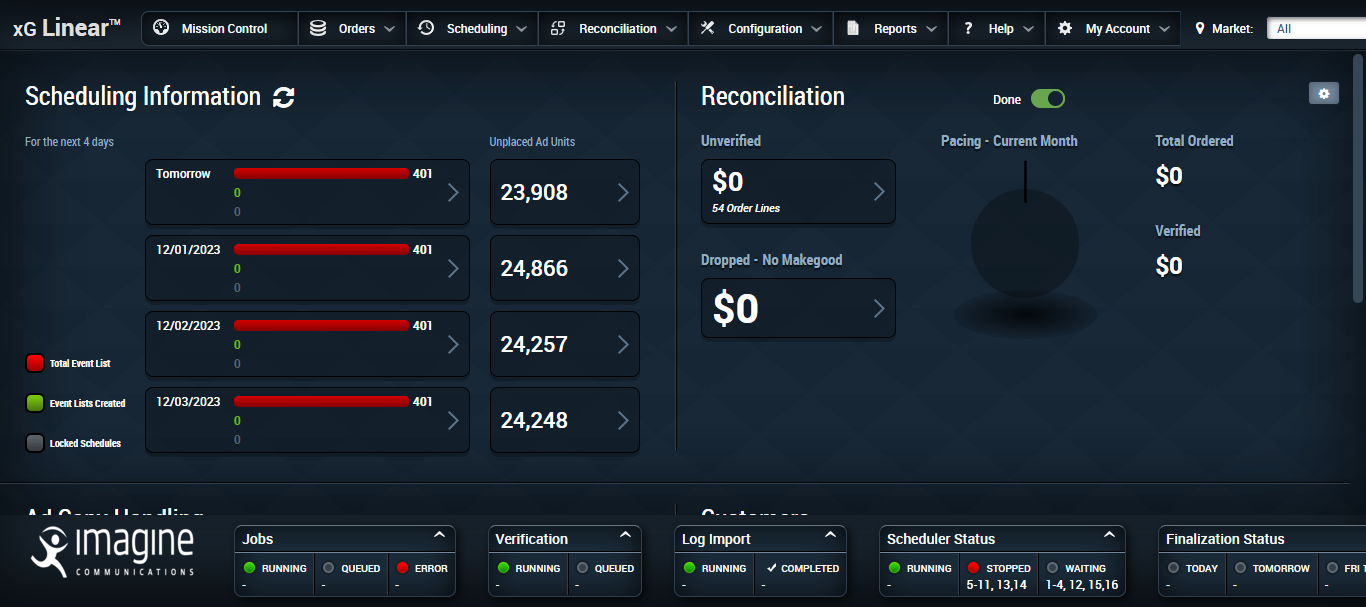 xG Linear™
Mission Control
Orders
Scheduling
Reconciliation
Configuration
Reports
? Help
My Account
Market:
All
Scheduling Information
For the next 4 days
Unplaced Ad Units
Tomorrow
401
0
0
23,908
12/01/2023
401
0
0
24,866
12/02/2023
401
0
0
24,257
12/03/2023
401
0
0
24,248
Total Event List
Event Lists Created
Locked Schedules
Reconciliation
Done
Unverified
$0
54 Order Lines
Dropped - No Makegood
$0
Pacing - Current Month
Total Ordered
$0
Verified
$0
Ad Copy Handling
Customers
imagine
COMMUNICATIONS
Jobs
RUNNING
-
QUEUED
-
ERROR
-
Verification
RUNNING
-
QUEUED
-
Log Import
RUNNING
-
COMPLETED
-
Scheduler Status
RUNNING
-
STOPPED
5-11, 13,14
WAITING
1-4, 12, 15,16
Finalization Status
TODAY
-
TOMORROW
-
FRI
-